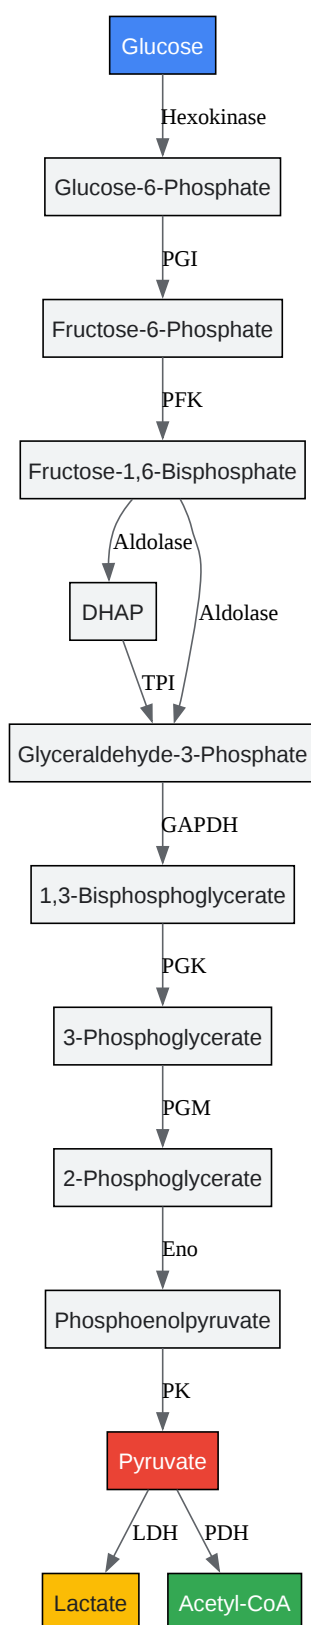 Glucose
Hexokinase
Glucose-6-Phosphate
PGI
Fructose-6-Phosphate
PFK
Fructose-1,6-Bisphosphate
Aldolase
DHAP
Aldolase
TPI
Glyceraldehyde-3-Phosphate
GAPDH
1,3-Bisphosphoglycerate
PGK
3-Phosphoglycerate
PGM
2-Phosphoglycerate
Eno
Phosphoenolpyruvate
PK
Pyruvate
LDH
PDH
Lactate
Acetyl-CoA